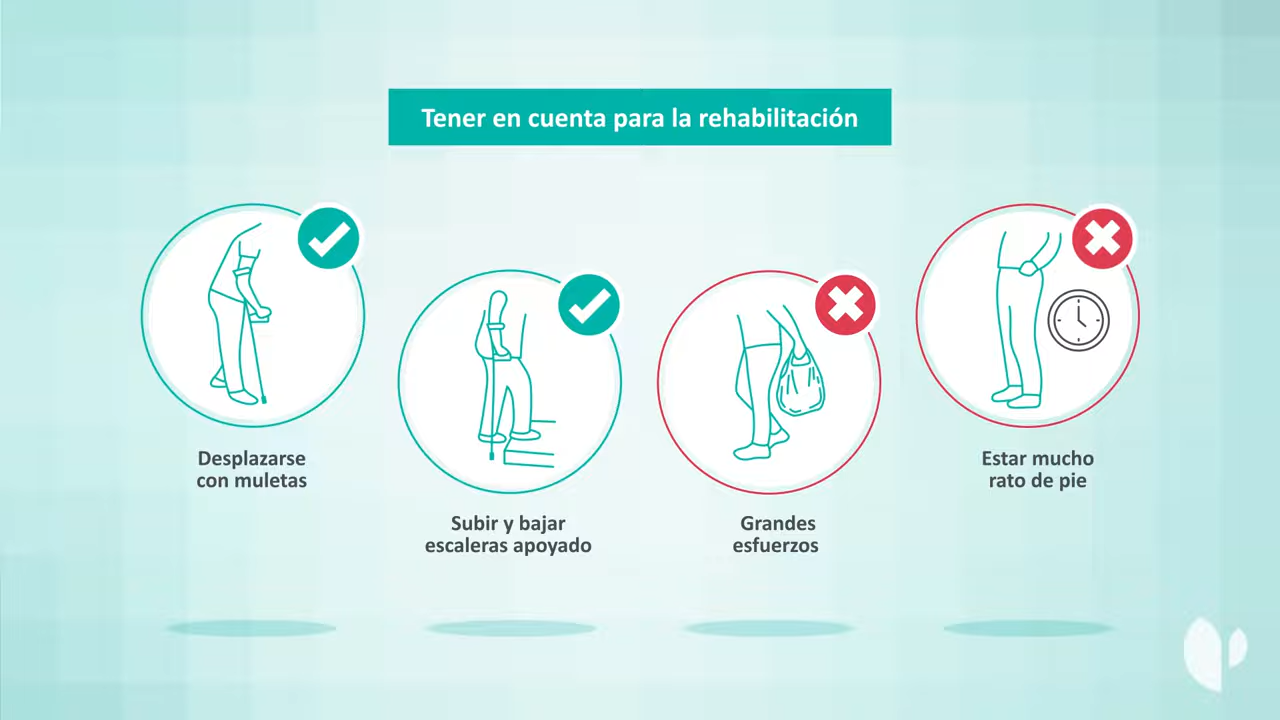 Tener en cuenta para la rehabilitación
Desplazarse
con muletas
Subir y bajar
escaleras apoyado
Grandes
esfuerzos
Estar mucho
rato de pie